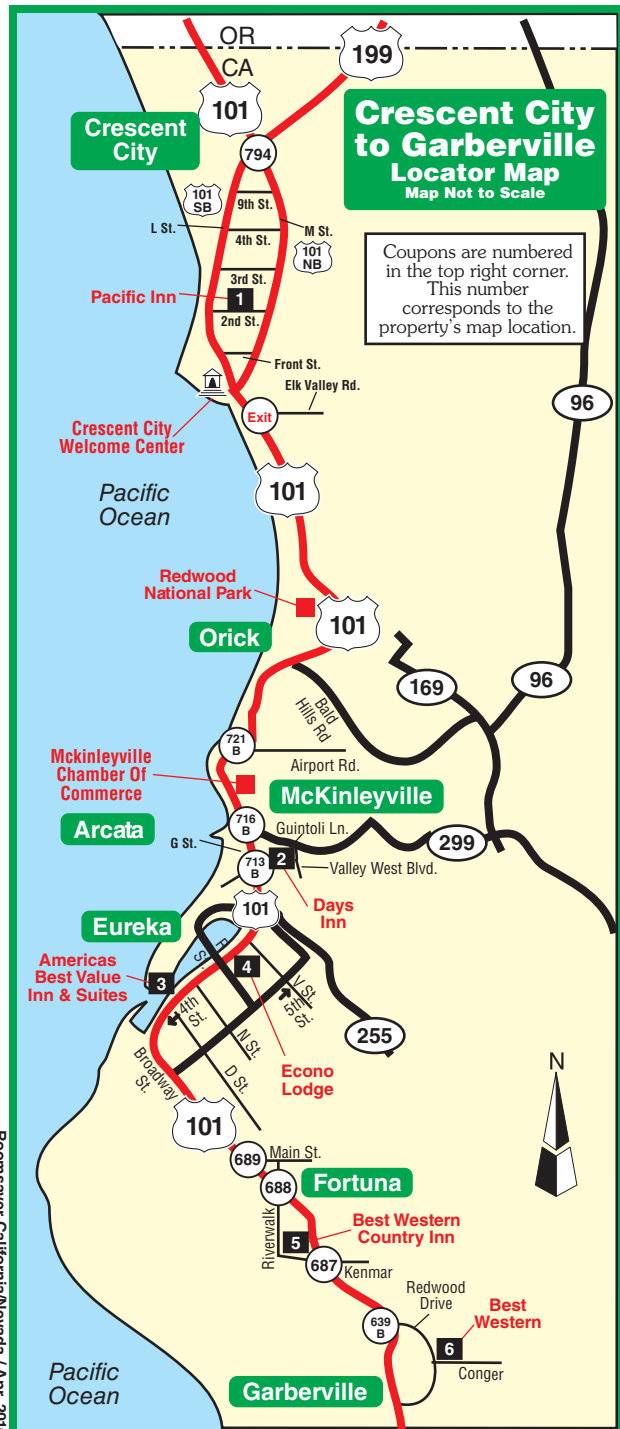 OR
CA
199
101
Crescent City
to Garberville
Locator Map
Map Not to Scale
Crescent
City
794
101
SB
9th St.
L St.
M St.
4th St.
101
NB
3rd St.
Pacific Inn
1
2nd St.
Front St.
Elk Valley Rd.
Coupons are numbered
in the top right corner.
This number
corresponds to the
property's map location.
96
Exit
Crescent City
Welcome Center
Pacific
Ocean
101
Redwood
National Park
101
Orick
169
96
Bald
Hills Rd
721
B
Airport Rd.
Mckinleyville
Chamber Of
Commerce
McKinleyville
Arcata
716
B
Guintoli Ln.
299
G St.
713
B
2
Valley West Blvd.
101
Days
Inn
Eureka
R
St.
Americas
Best Value
Inn & Suites
3
4
V St.
5th
St.
4th
St.
N St.
255
Econo
Lodge
D St.
Broadway
St.
N
101
689
Main St.
688
Fortuna
Riverwalk
5
Best Western
Country Inn
687
Kenmar
Redwood
Drive
639
B
Best
Western
6
Conger
Pacific
Ocean
Garberville
Roomsaver California/Nevada / Apr. 201